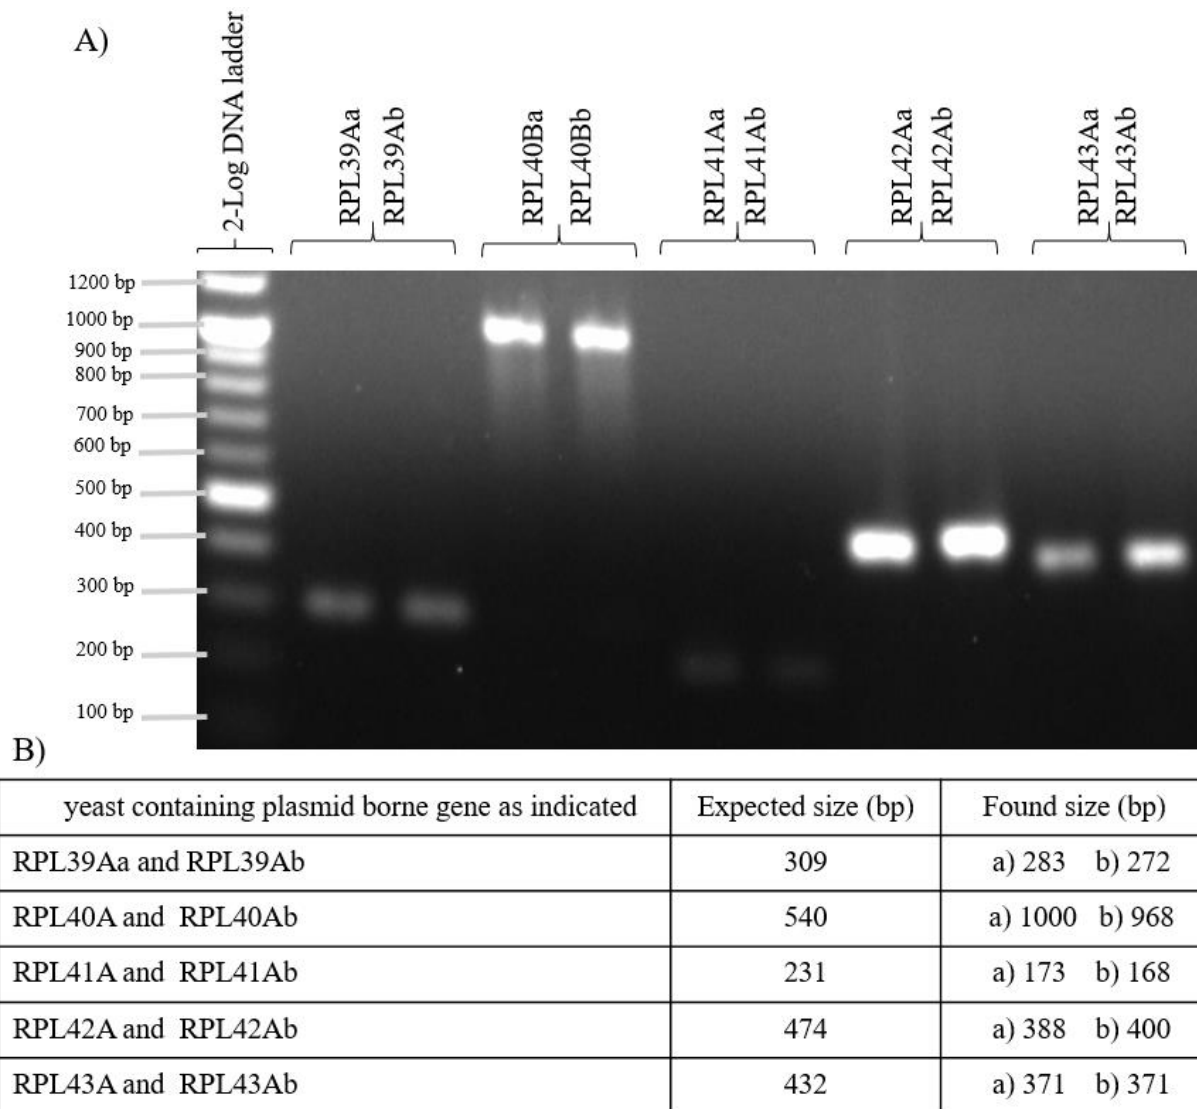 A)
2-Log DNA ladder
RPL39Aa
RPL39Ab
RPL40Ba
RPL40Bb
RPL41Aa
RPL41Ab
RPL42Aa
RPL42Ab
RPL43Aa
RPL43Ab
1200 bp
1000 bp
900 bp
800 bp
700 bp
600 bp
500 bp
400 bp
300 bp
200 bp
100 bp
B)
yeast containing plasmid borne gene as indicated Expected size (bp) Found size (bp)
RPL39Aa and RPL39Ab 309 a) 283 b) 272
RPL40A and RPL40Ab 540 a) 1000 b) 968
RPL41A and RPL41Ab 231 a) 173 b) 168
RPL42A and RPL42Ab 474 a) 388 b) 400
RPL43A and RPL43Ab 432 a) 371 b) 371